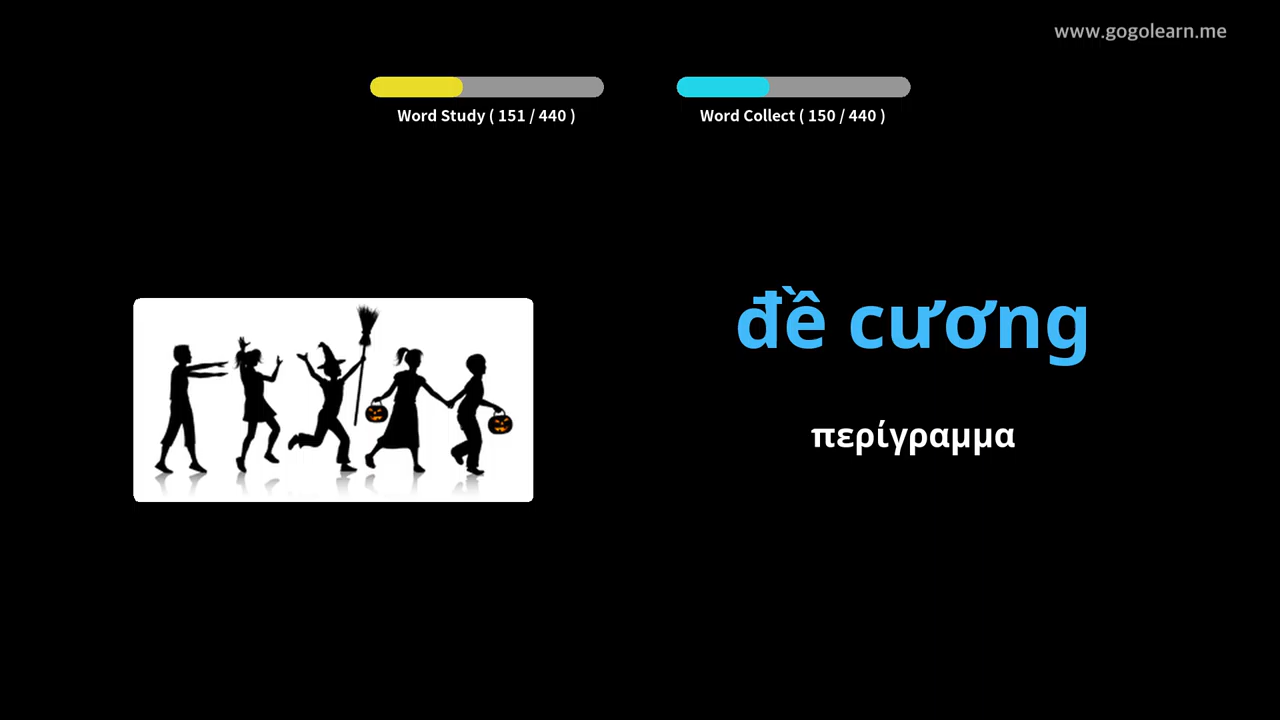 www.gogolearn.me
Word Study ( 151 / 440 )
Word Collect ( 150 / 440 )
đề cương
περίγραμμα